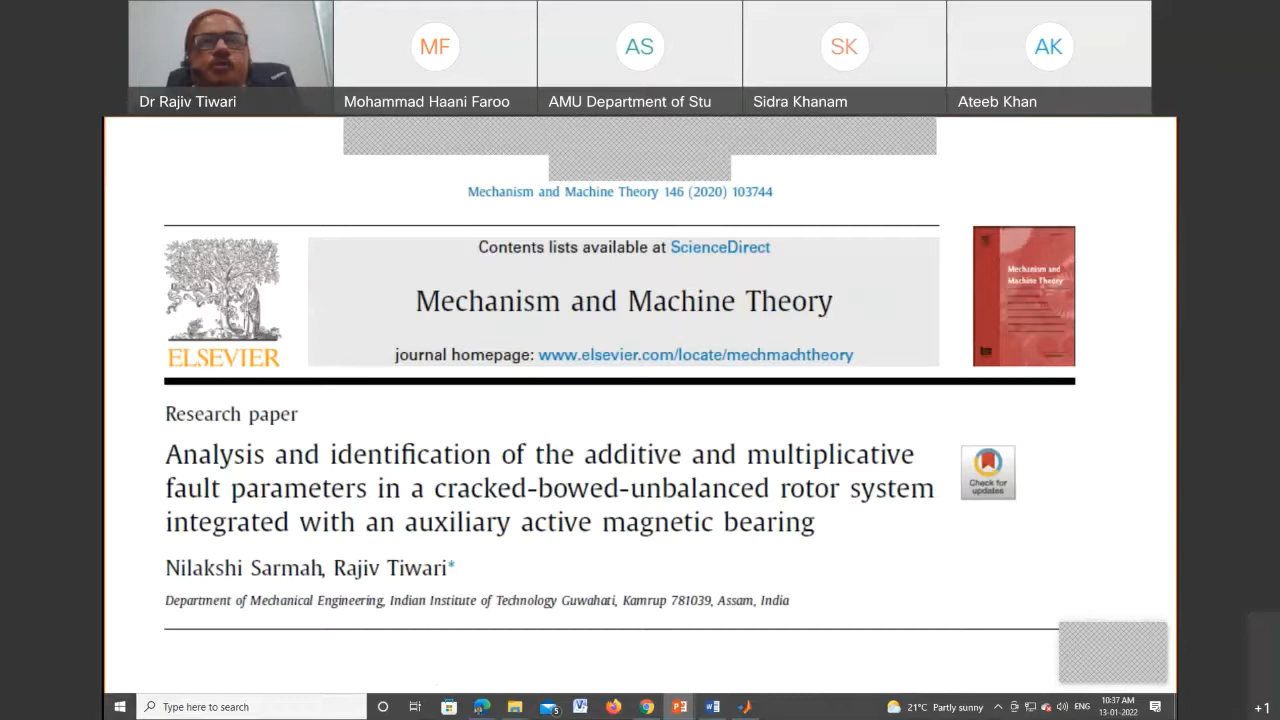 MF
AS
SK
AK
Dr Rajiv Tiwari
Mohammad Haani Faroo
AMU Department of Stu
Sidra Khanam
Ateeb Khan
Mechanism and Machine Theory 146 (2020) 103744
Contents lists available at ScienceDirect
Mechanism and Machine Theory
journal homepage: www.elsevier.com/locate/mechmachtheory
ELSEVIER
Mechanism and
Machine Theory
Research paper
Analysis and identification of the additive and multiplicative
fault parameters in a cracked-bowed-unbalanced rotor system
integrated with an auxiliary active magnetic bearing
Check for
updates
Nilakshi Sarmah, Rajiv Tiwari*
Department of Mechanical Engineering, Indian Institute of Technology Guwahati, Kamrup 781039, Assam, India
Type here to search
5
21°C Partly sunny
ENG
10:37 AM
13-01-2022
+1